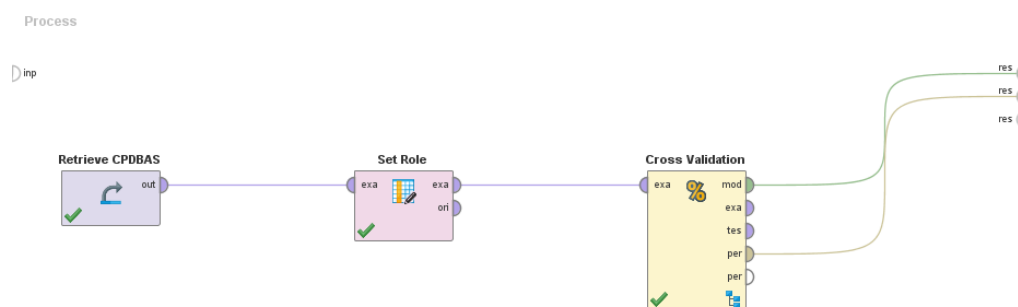 Process
inp
res
res
res
Retrieve CPDBAS
out
Set Role
exa
exa
ori
Cross Validation
exa
%
mod
exa
tes
per
per